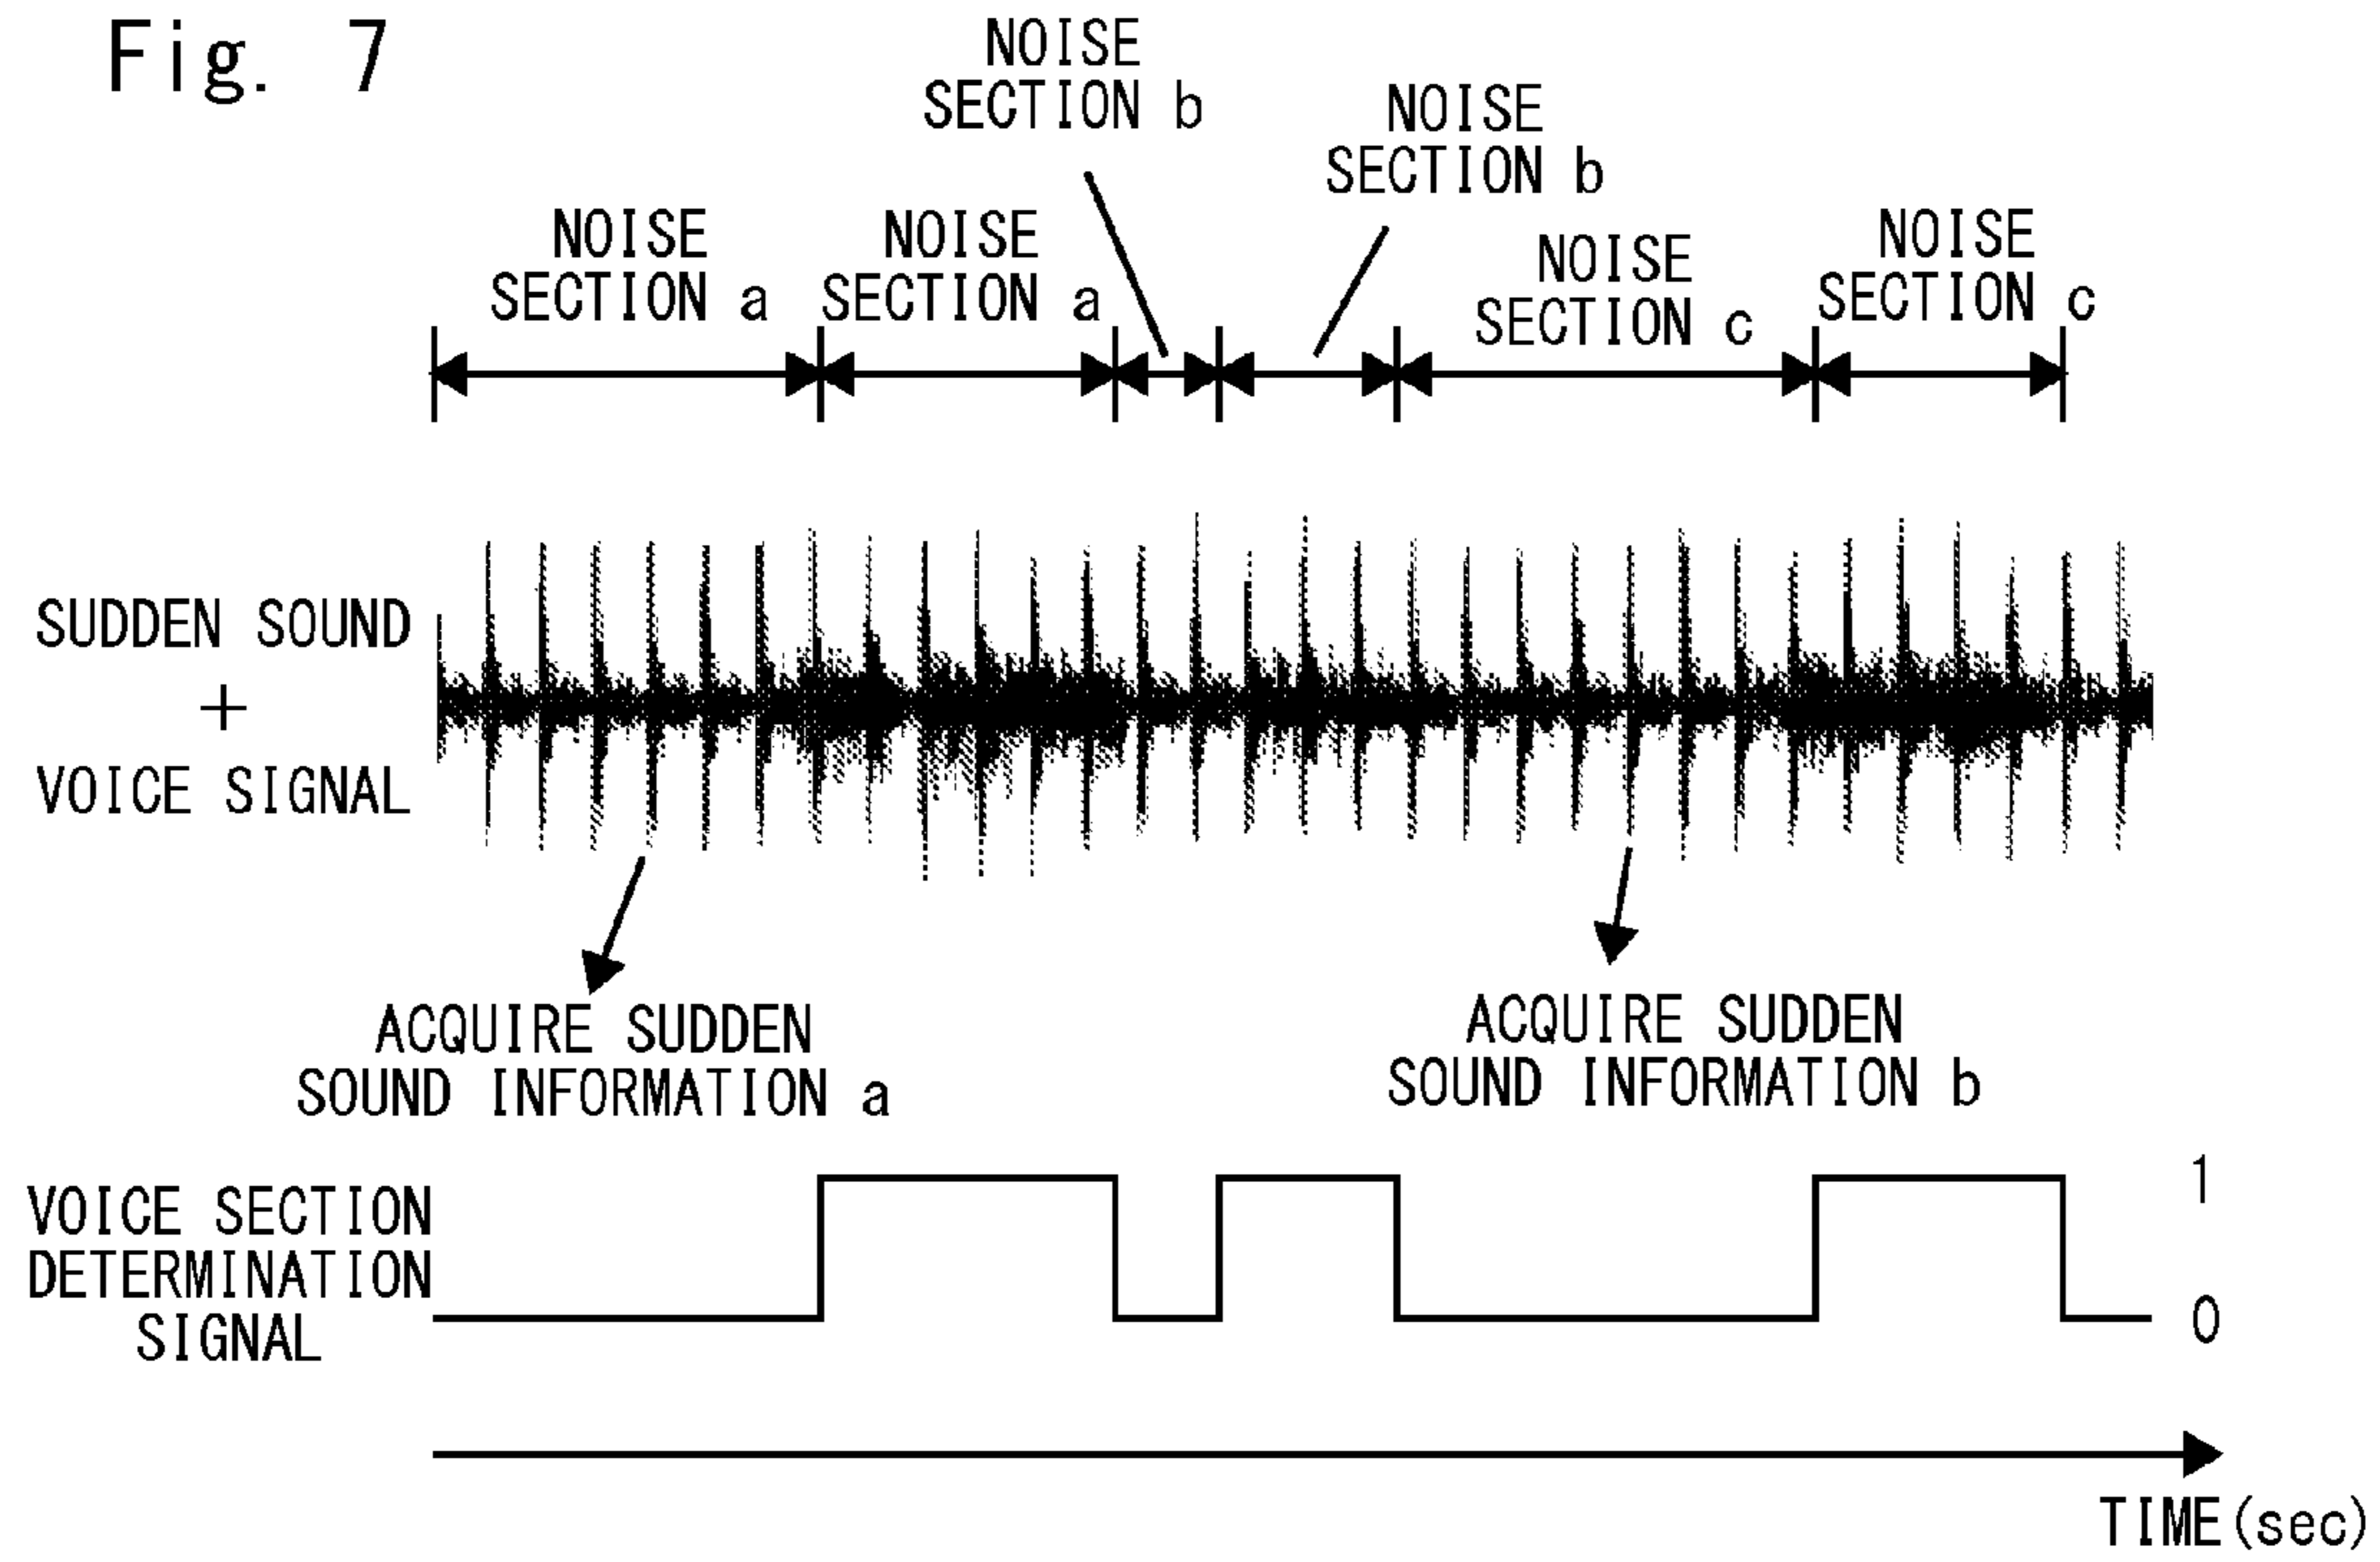 Fig. 7
NOISE
SECTION b
NOISE
SECTION b
NOISE
SECTION a
NOISE
SECTION a
NOISE
SECTION c
NOISE
SECTION c
SUDDEN SOUND
+
VOICE SIGNAL
ACQUIRE SUDDEN
SOUND INFORMATION a
ACQUIRE SUDDEN
SOUND INFORMATION b
VOICE SECTION
DETERMINATION
SIGNAL
1
0
TIME(sec)